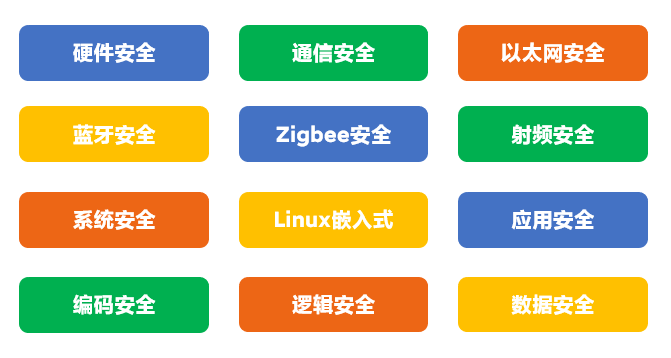 硬件安全
通信安全
以太网安全
蓝牙安全
Zigbee安全
射频安全
系统安全
Linux嵌入式
应用安全
编码安全
逻辑安全
数据安全